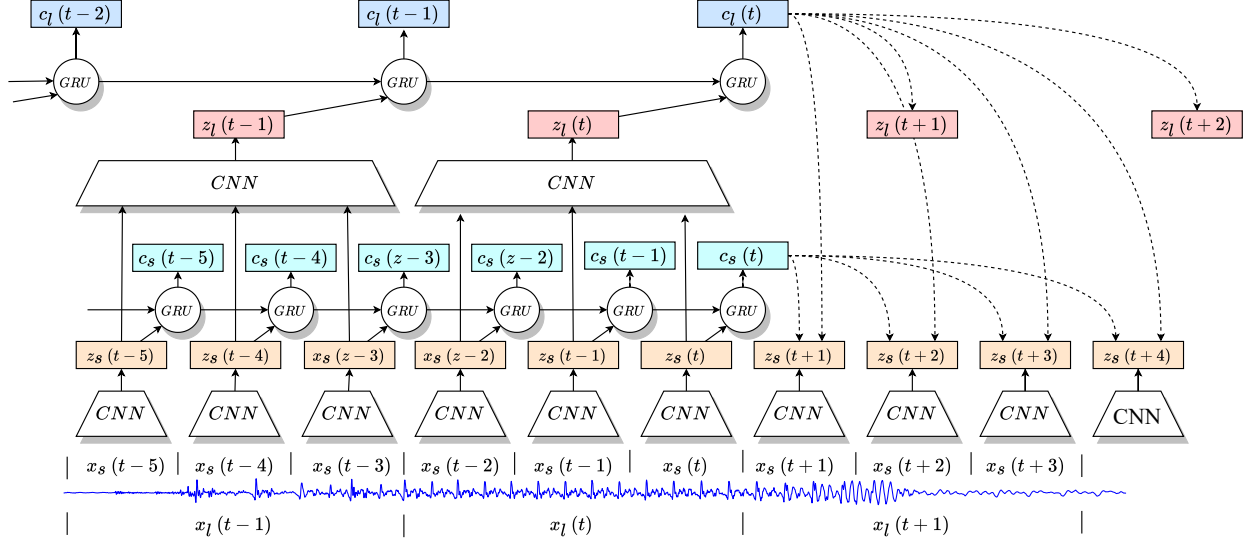 c_l (t − 2) c_l (t − 1) c_l (t)
GRU GRU GRU
z_l (t − 1) z_l (t) z_l (t + 1) z_l (t + 2)
CNN CNN
c_s (t − 5) c_s (t − 4) c_s (z − 3) c_s (z − 2) c_s (t − 1) c_s (t)
GRU GRU GRU GRU GRU GRU
z_s (t − 5) z_s (t − 4) x_s (z − 3) x_s (z − 2) z_s (t − 1) z_s (t) z_s (t + 1) z_s (t + 2) z_s (t + 3) z_s (t + 4)
CNN CNN CNN CNN CNN CNN CNN CNN CNN CNN
x_s (t − 5) x_s (t − 4) x_s (t − 3) x_s (t − 2) x_s (t − 1) x_s (t) x_s (t + 1) x_s (t + 2) x_s (t + 3)
x_l (t − 1) x_l (t) x_l (t + 1)